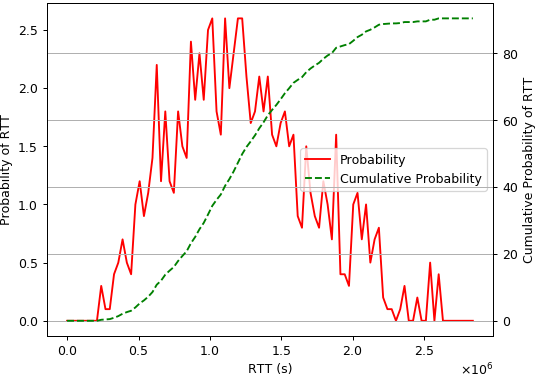 2.5
2.0
1.5
1.0
0.5
0.0
Probability of RTT
80
60
40
20
0
Cumulative Probability of RTT
Probability
Cumulative Probability
0.0 0.5 1.0 1.5 2.0 2.5
×10⁶
RTT (s)